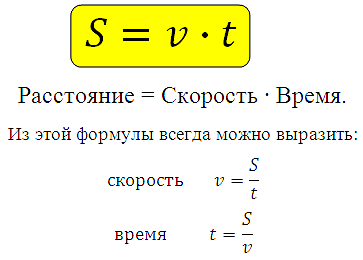 S = v · t
Расстояние = Скорость · Время.
Из этой формулы всегда можно выразить:
скорость v = S/t
время t = S/v